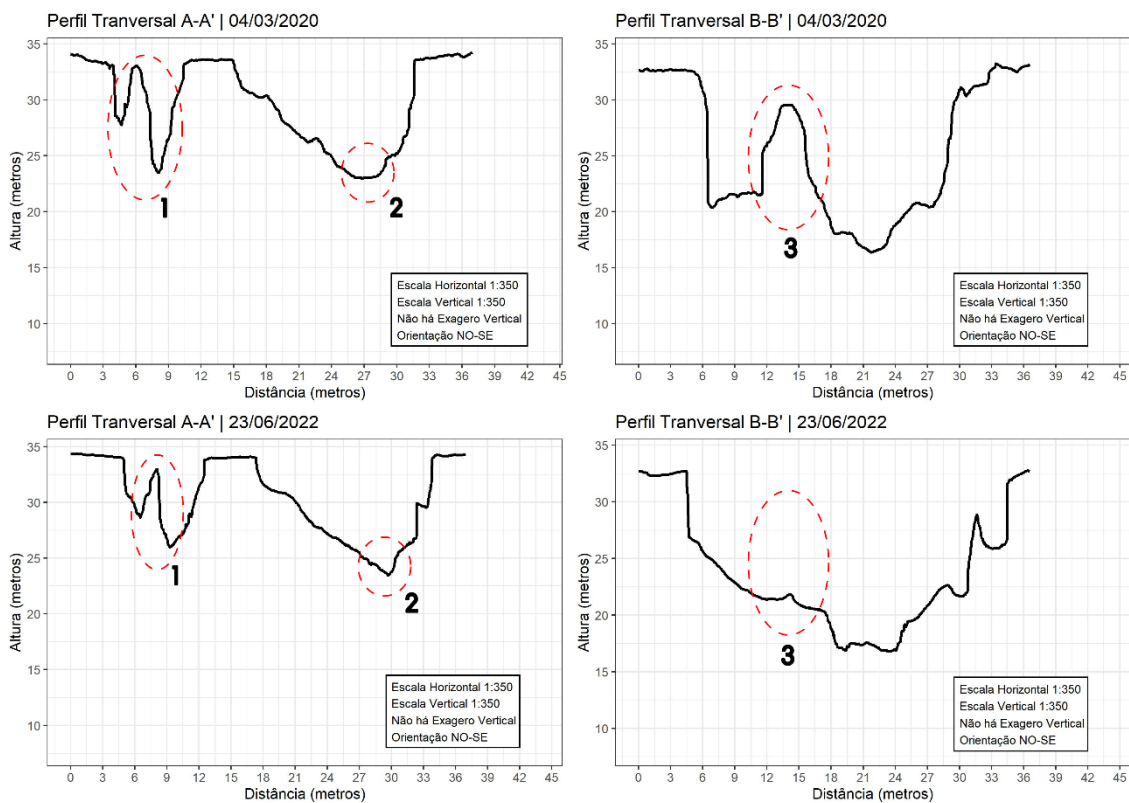 Perfil Tranversal A-A' | 04/03/2020
35
30
25
20
15
10
Altura (metros)
1
2
Escala Horizontal 1:350
Escala Vertical 1:350
Não há Exagero Vertical
Orientação NO-SE
0 3 6 9 12 15 18 21 24 27 30 33 36 39 42 45
Distância (metros)
Perfil Tranversal B-B' | 04/03/2020
35
30
25
20
15
10
Altura (metros)
3
Escala Horizontal 1:350
Escala Vertical 1:350
Não há Exagero Vertical
Orientação NO-SE
0 3 6 9 12 15 18 21 24 27 30 33 36 39 42 45
Distância (metros)
Perfil Tranversal A-A' | 23/06/2022
35
30
25
20
15
10
Altura (metros)
1
2
Escala Horizontal 1:350
Escala Vertical 1:350
Não há Exagero Vertical
Orientação NO-SE
0 3 6 9 12 15 18 21 24 27 30 33 36 39 42 45
Distância (metros)
Perfil Tranversal B-B' | 23/06/2022
35
30
25
20
15
10
Altura (metros)
3
Escala Horizontal 1:350
Escala Vertical 1:350
Não há Exagero Vertical
Orientação NO-SE
0 3 6 9 12 15 18 21 24 27 30 33 36 39 42 45
Distância (metros)